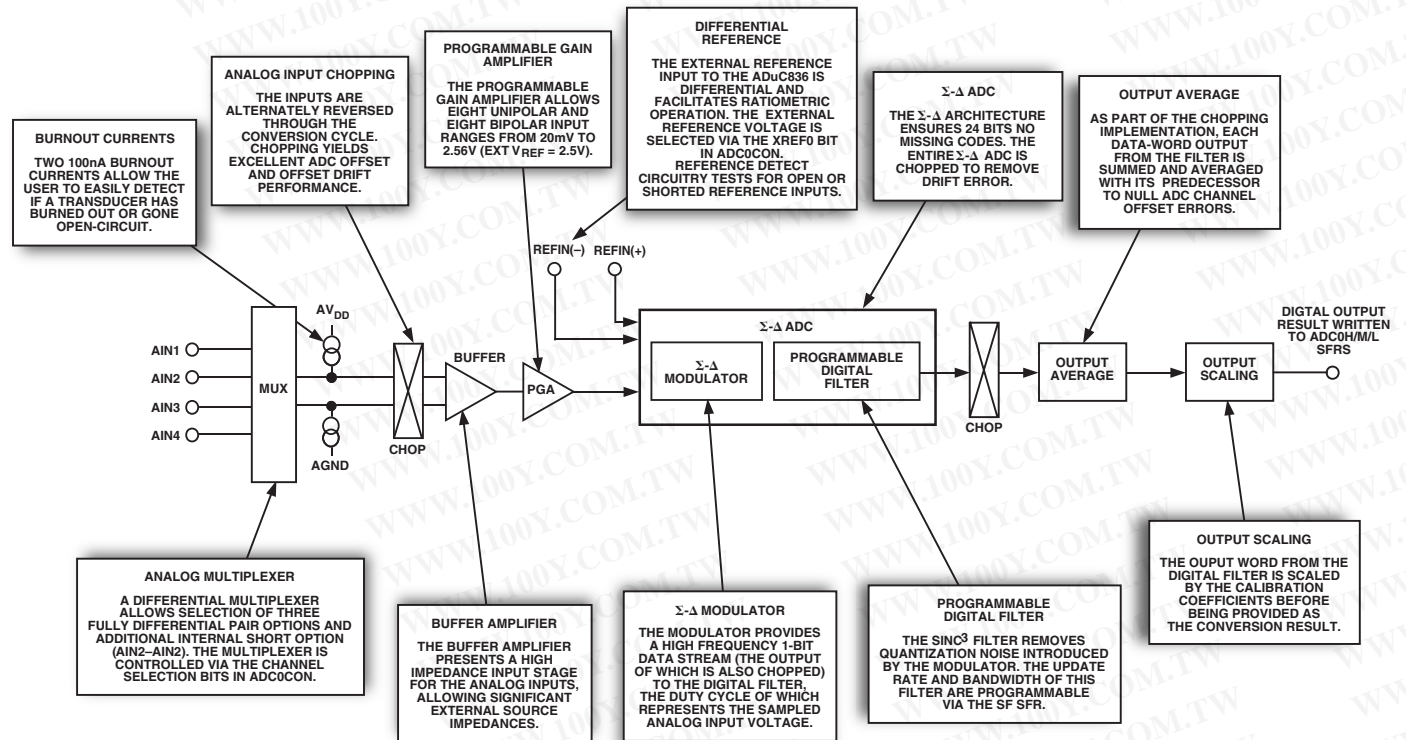 BURNOUT CURRENTS
TWO 100nA BURNOUT
CURRENTS ALLOW THE
USER TO EASILY DETECT
IF A TRANSDUCER HAS
BURNED OUT OR GONE
OPEN-CIRCUIT.
ANALOG INPUT CHOPPING
THE INPUTS ARE
ALTERNATELY REVERSED
THROUGH THE
CONVERSION CYCLE.
CHOPPING YIELDS
EXCELLENT ADC OFFSET
AND OFFSET DRIFT
PERFORMANCE.
PROGRAMMABLE GAIN
AMPLIFIER
THE PROGRAMMABLE
GAIN AMPLIFIER ALLOWS
EIGHT UNIPOLAR AND
EIGHT BIPOLAR INPUT
RANGES FROM 20mV TO
2.56V (EXT VREF = 2.5V).
DIFFERENTIAL
REFERENCE
THE EXTERNAL REFERENCE
INPUT TO THE ADuC836 IS
DIFFERENTIAL AND
FACILITATES RATIOMETRIC
OPERATION. THE EXTERNAL
REFERENCE VOLTAGE IS
SELECTED VIA THE XREF0 BIT
IN ADC0CON.
REFERENCE DETECT
CIRCUITRY TESTS FOR OPEN OR
SHORTED REFERENCE INPUTS.
Σ-Δ ADC
THE Σ-Δ ARCHITECTURE
ENSURES 24 BITS NO
MISSING CODES. THE
ENTIRE Σ-Δ ADC IS
CHOPPED TO REMOVE
DRIFT ERROR.
OUTPUT AVERAGE
AS PART OF THE CHOPPING
IMPLEMENTATION, EACH
DATA-WORD OUTPUT
FROM THE FILTER IS
SUMMED AND AVERAGED
WITH ITS PREDECESSOR
TO NULL ADC CHANNEL
OFFSET ERRORS.
REFIN(–) REFIN(+)
AIN1
AIN2
AIN3
AIN4
MUX
AVDD
AGND
CHOP
BUFFER
PGA
Σ-Δ ADC
Σ-Δ
MODULATOR
PROGRAMMABLE
DIGITAL
FILTER
CHOP
OUTPUT
AVERAGE
OUTPUT
SCALING
DIGTAL OUTPUT
RESULT WRITTEN
TO ADC0H/M/L
SFRS
ANALOG MULTIPLEXER
A DIFFERENTIAL MULTIPLEXER
ALLOWS SELECTION OF THREE
FULLY DIFFERENTIAL PAIR OPTIONS AND
ADDITIONAL INTERNAL SHORT OPTION
(AIN2–AIN2). THE MULTIPLEXER IS
CONTROLLED VIA THE CHANNEL
SELECTION BITS IN ADC0CON.
BUFFER AMPLIFIER
THE BUFFER AMPLIFIER
PRESENTS A HIGH
IMPEDANCE INPUT STAGE
FOR THE ANALOG INPUTS,
ALLOWING SIGNIFICANT
EXTERNAL SOURCE
IMPEDANCES.
Σ-Δ MODULATOR
THE MODULATOR PROVIDES
A HIGH FREQUENCY 1-BIT
DATA STREAM (THE OUTPUT
OF WHICH IS ALSO CHOPPED)
TO THE DIGITAL FILTER,
THE DUTY CYCLE OF WHICH
REPRESENTS THE SAMPLED
ANALOG INPUT VOLTAGE.
PROGRAMMABLE
DIGITAL FILTER
THE SINC3 FILTER REMOVES
QUANTIZATION NOISE INTRODUCED
BY THE MODULATOR. THE UPDATE
RATE AND BANDWIDTH OF THIS
FILTER ARE PROGRAMMABLE
VIA THE SF SFR.
OUTPUT SCALING
THE OUPUT WORD FROM THE
DIGITAL FILTER IS SCALED
BY THE CALIBRATION
COEFFICIENTS BEFORE
BEING PROVIDED AS
THE CONVERSION RESULT.
WWW.100Y.COM.TW